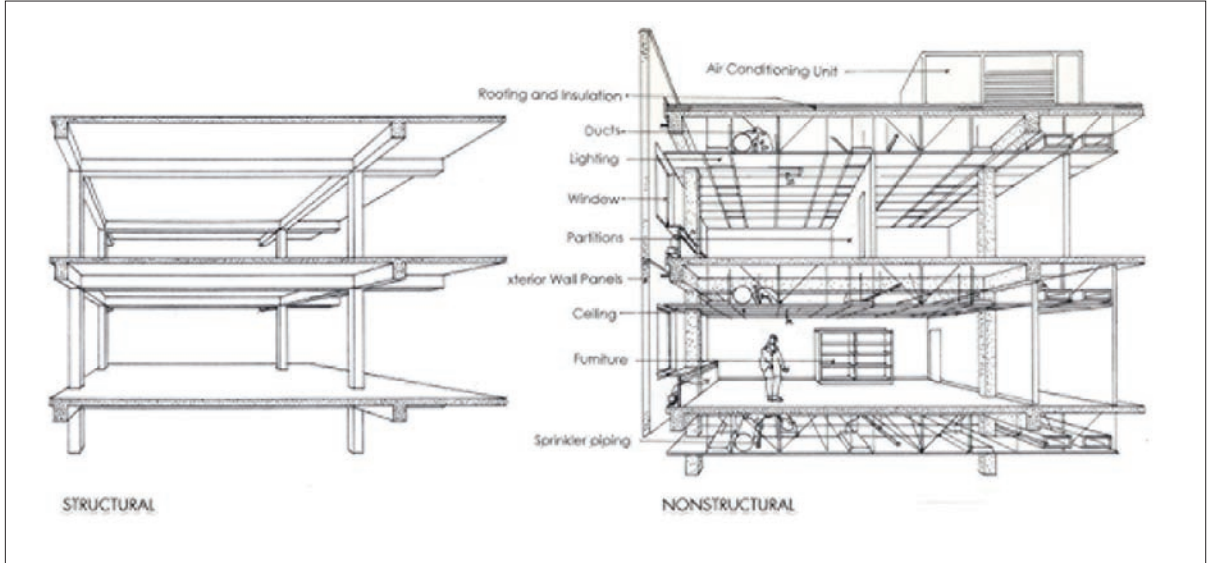 Air Conditioning Unit
Roofing and Insulation
Ducts
Lighting
Window
Partitions
xterior Wall Panels
Ceiling
Furniture
Sprinkler piping
STRUCTURAL
NONSTRUCTURAL